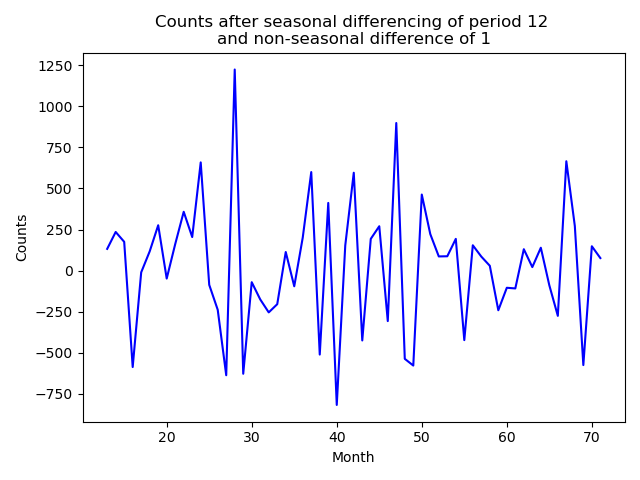 Counts after seasonal differencing of period 12
and non-seasonal difference of 1
1250
1000
750
500
250
0
−250
−500
−750
Counts
20 30 40 50 60 70
Month